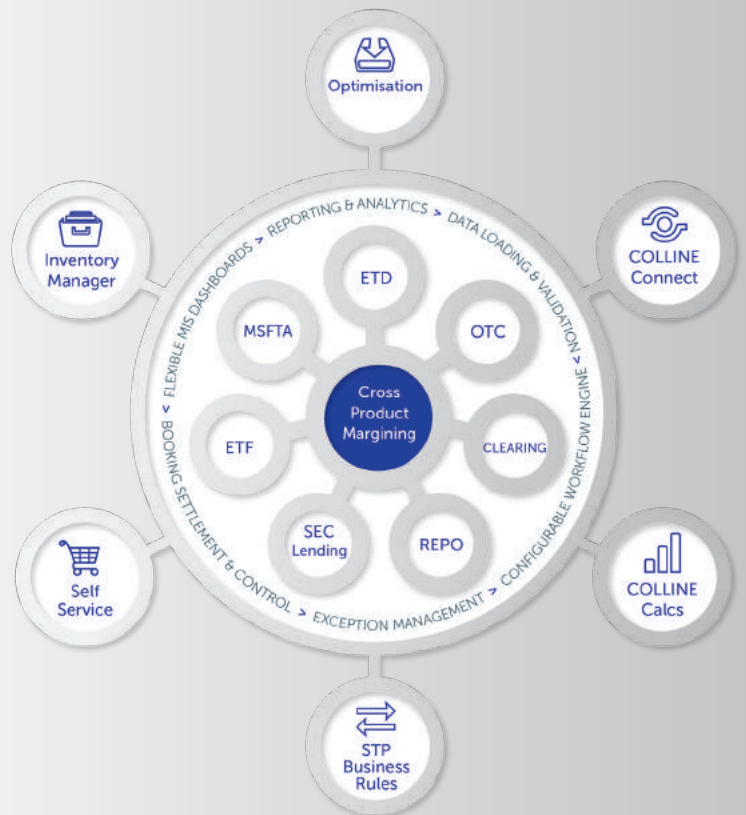 Optimisation
Inventory
Manager
COLLINE
Connect
FLEXIBLE MIS DASHBOARDS > REPORTING & ANALYTICS > DATA LOADING & VALIDATION >
CONFIGURABLE WORKFLOW ENGINE
EXCEPTION MANAGEMENT >
BOOKING SETTLEMENT & CONTROL >
<
ETD
MSFTA
OTC
Cross
Product
Margining
ETF
CLEARING
SEC
Lending
REPO
Self
Service
COLLINE
Calcs
STP
Business
Rules